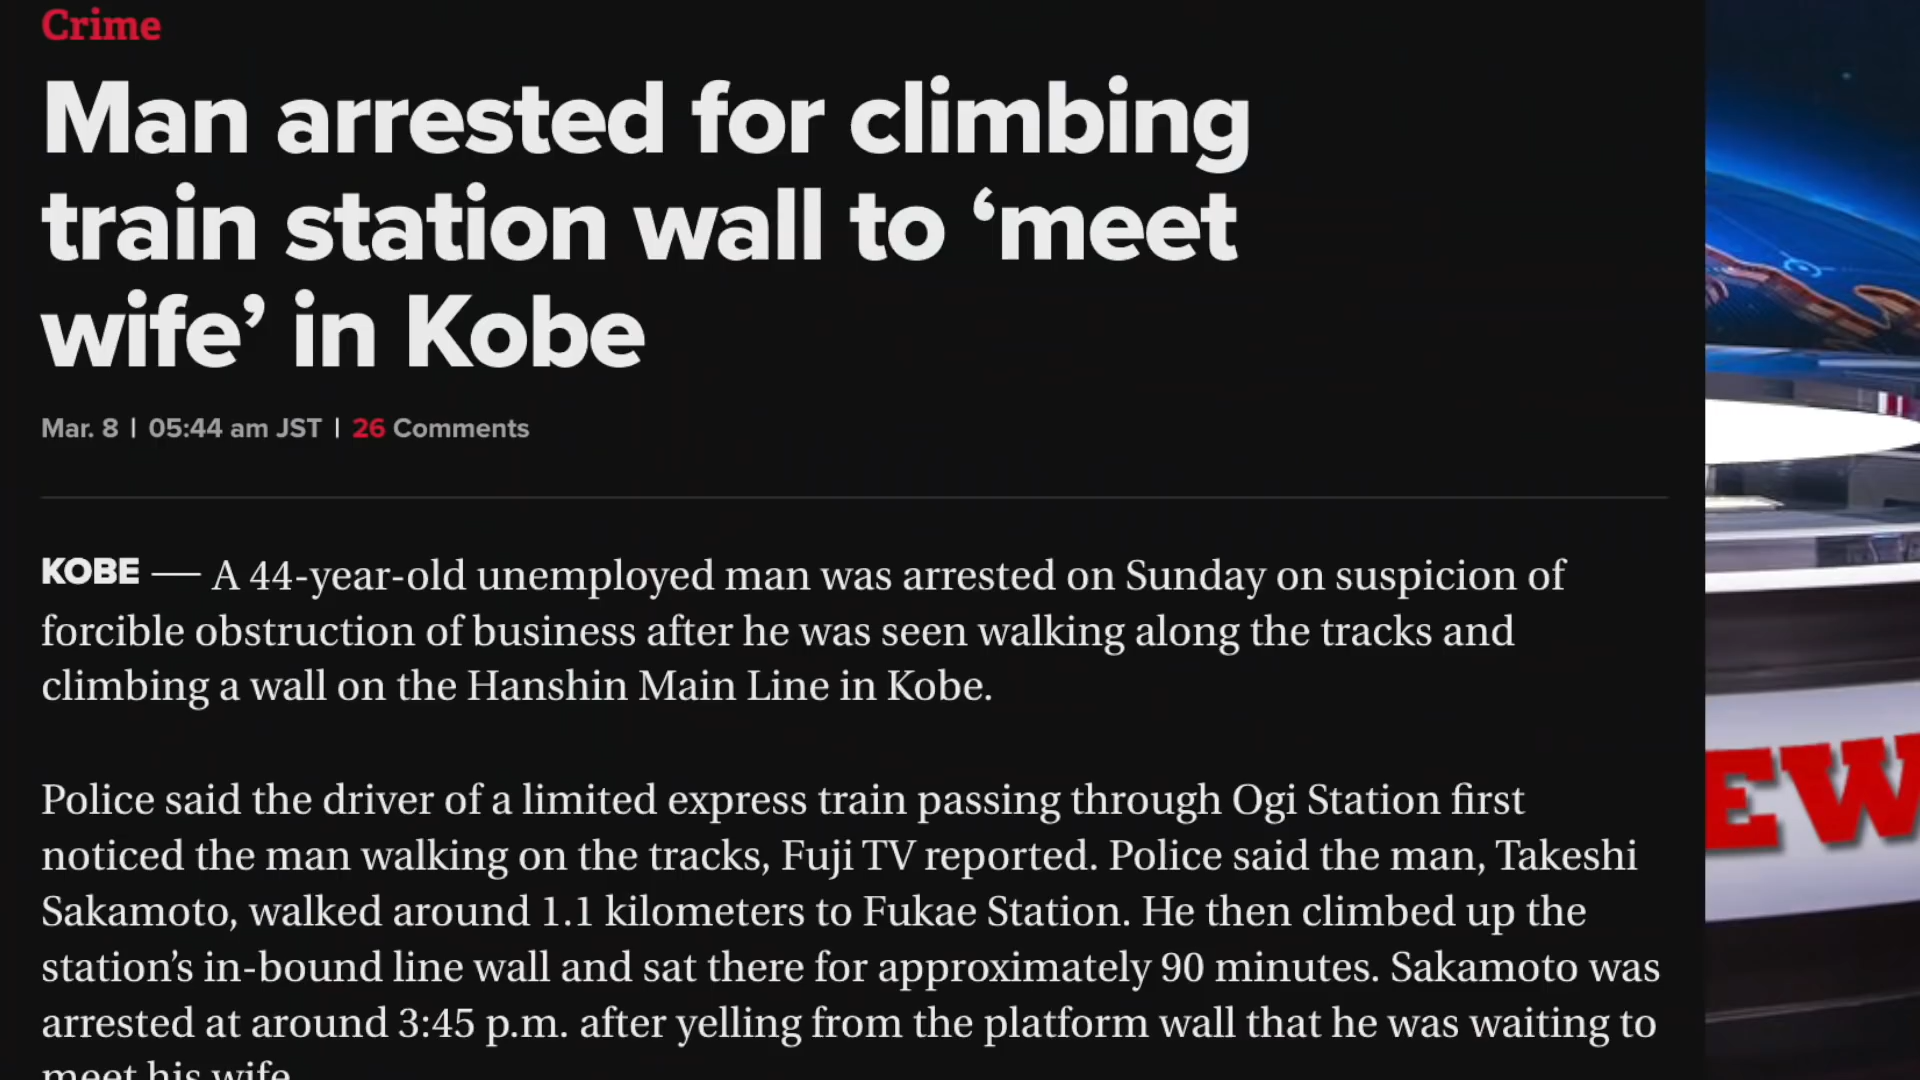 Crime
Man arrested for climbing
train station wall to ‘meet
wife’ in Kobe
Mar. 8 | 05:44 am JST | 26 Comments
KOBE — A 44-year-old unemployed man was arrested on Sunday on suspicion of
forcible obstruction of business after he was seen walking along the tracks and
climbing a wall on the Hanshin Main Line in Kobe.
Police said the driver of a limited express train passing through Ogi Station first
noticed the man walking on the tracks, Fuji TV reported. Police said the man, Takeshi
Sakamoto, walked around 1.1 kilometers to Fukae Station. He then climbed up the
station’s in-bound line wall and sat there for approximately 90 minutes. Sakamoto was
arrested at around 3:45 p.m. after yelling from the platform wall that he was waiting to
meet his wife.
EW